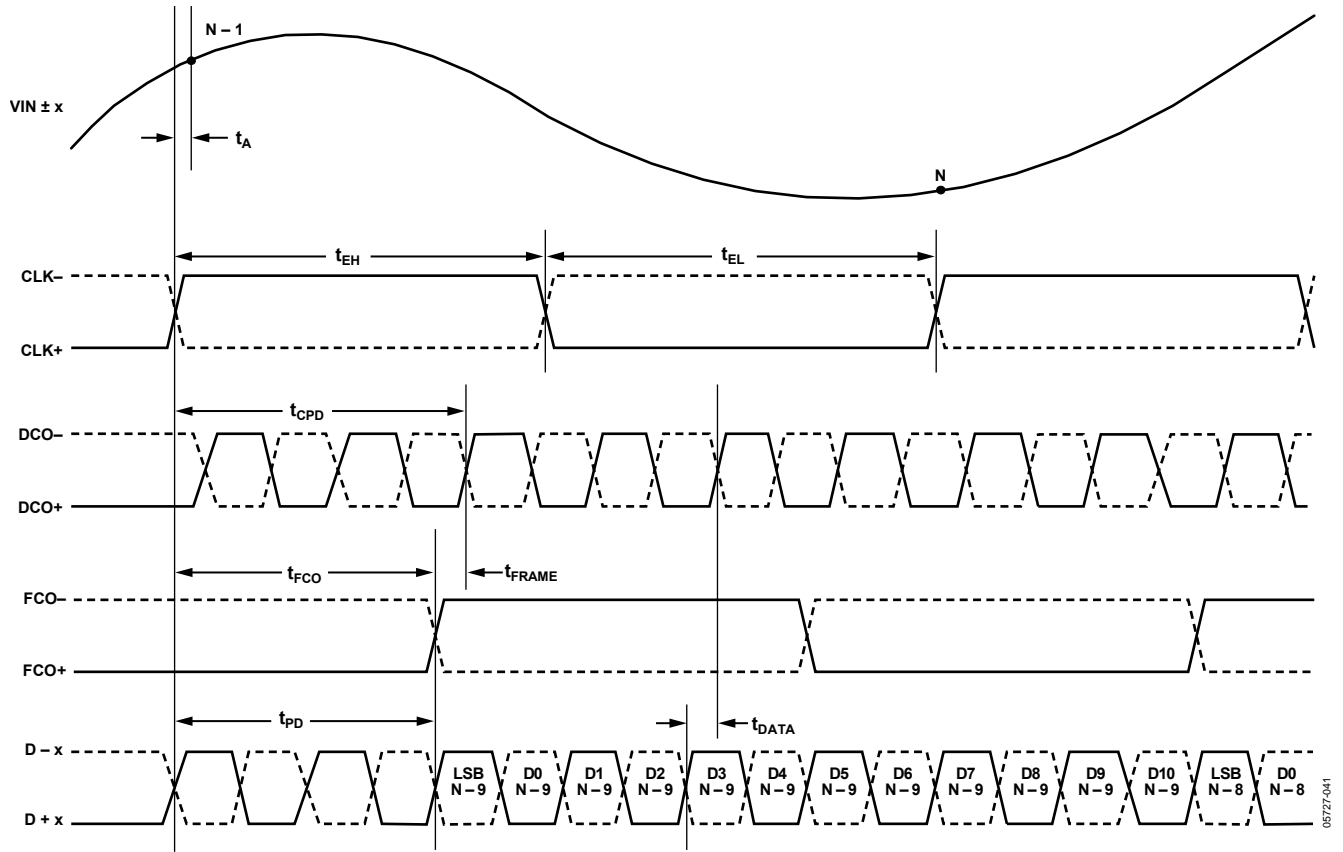 N – 1
VIN ± x
tA
N
tEH
tEL
CLK–
CLK+
tCPD
DCO–
DCO+
tFCO
tFRAME
FCO–
FCO+
tPD
tDATA
D – x
LSB N – 9
D0 N – 9
D1 N – 9
D2 N – 9
D3 N – 9
D4 N – 9
D5 N – 9
D6 N – 9
D7 N – 9
D8 N – 9
D9 N – 9
D10 N – 9
LSB N – 8
D0 N – 8
D + x
05727-041